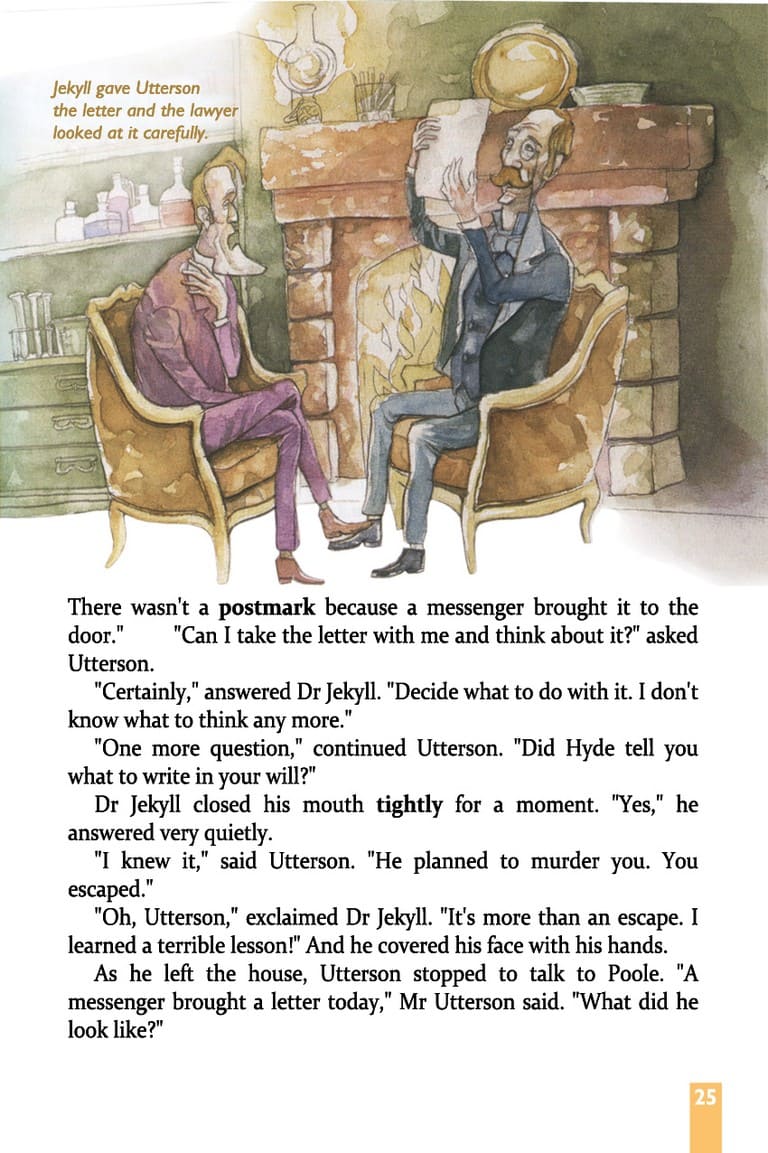 Jekyll gave Utterson
the letter and the lawyer
looked at it carefully.
There wasn't a postmark because a messenger brought it to the
door." "Can I take the letter with me and think about it?" asked
Utterson.
"Certainly," answered Dr Jekyll. "Decide what to do with it. I don't
know what to think any more."
"One more question," continued Utterson. "Did Hyde tell you
what to write in your will?"
Dr Jekyll closed his mouth tightly for a moment. "Yes," he
answered very quietly.
"I knew it," said Utterson. "He planned to murder you. You
escaped."
"Oh, Utterson," exclaimed Dr Jekyll. "It's more than an escape. I
learned a terrible lesson!" And he covered his face with his hands.
As he left the house, Utterson stopped to talk to Poole. "A
messenger brought a letter today," Mr Utterson said. "What did he
look like?"
25